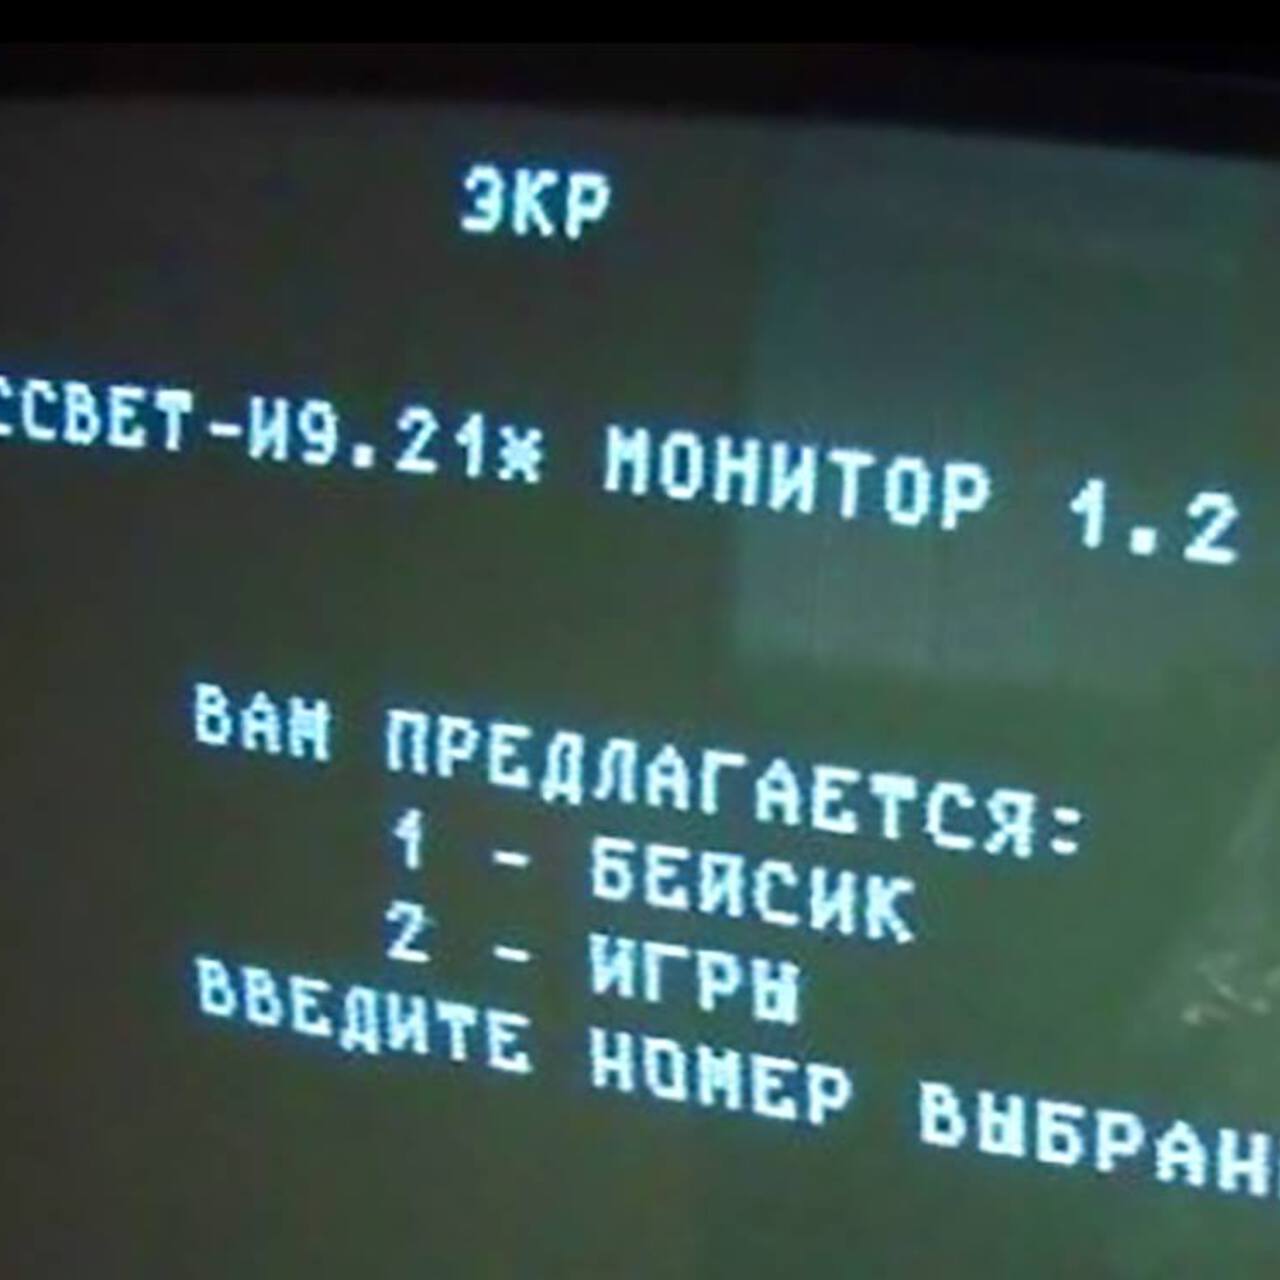 ЭКР
ССВЕТ-И9.21* МОНИТОР 1.2
ВАМ ПРЕДЛАГАЕТСЯ:
1 - БЕЙСИК
2 - ИГРЫ
ВВЕДИТЕ НОМЕР ВЫБРАН